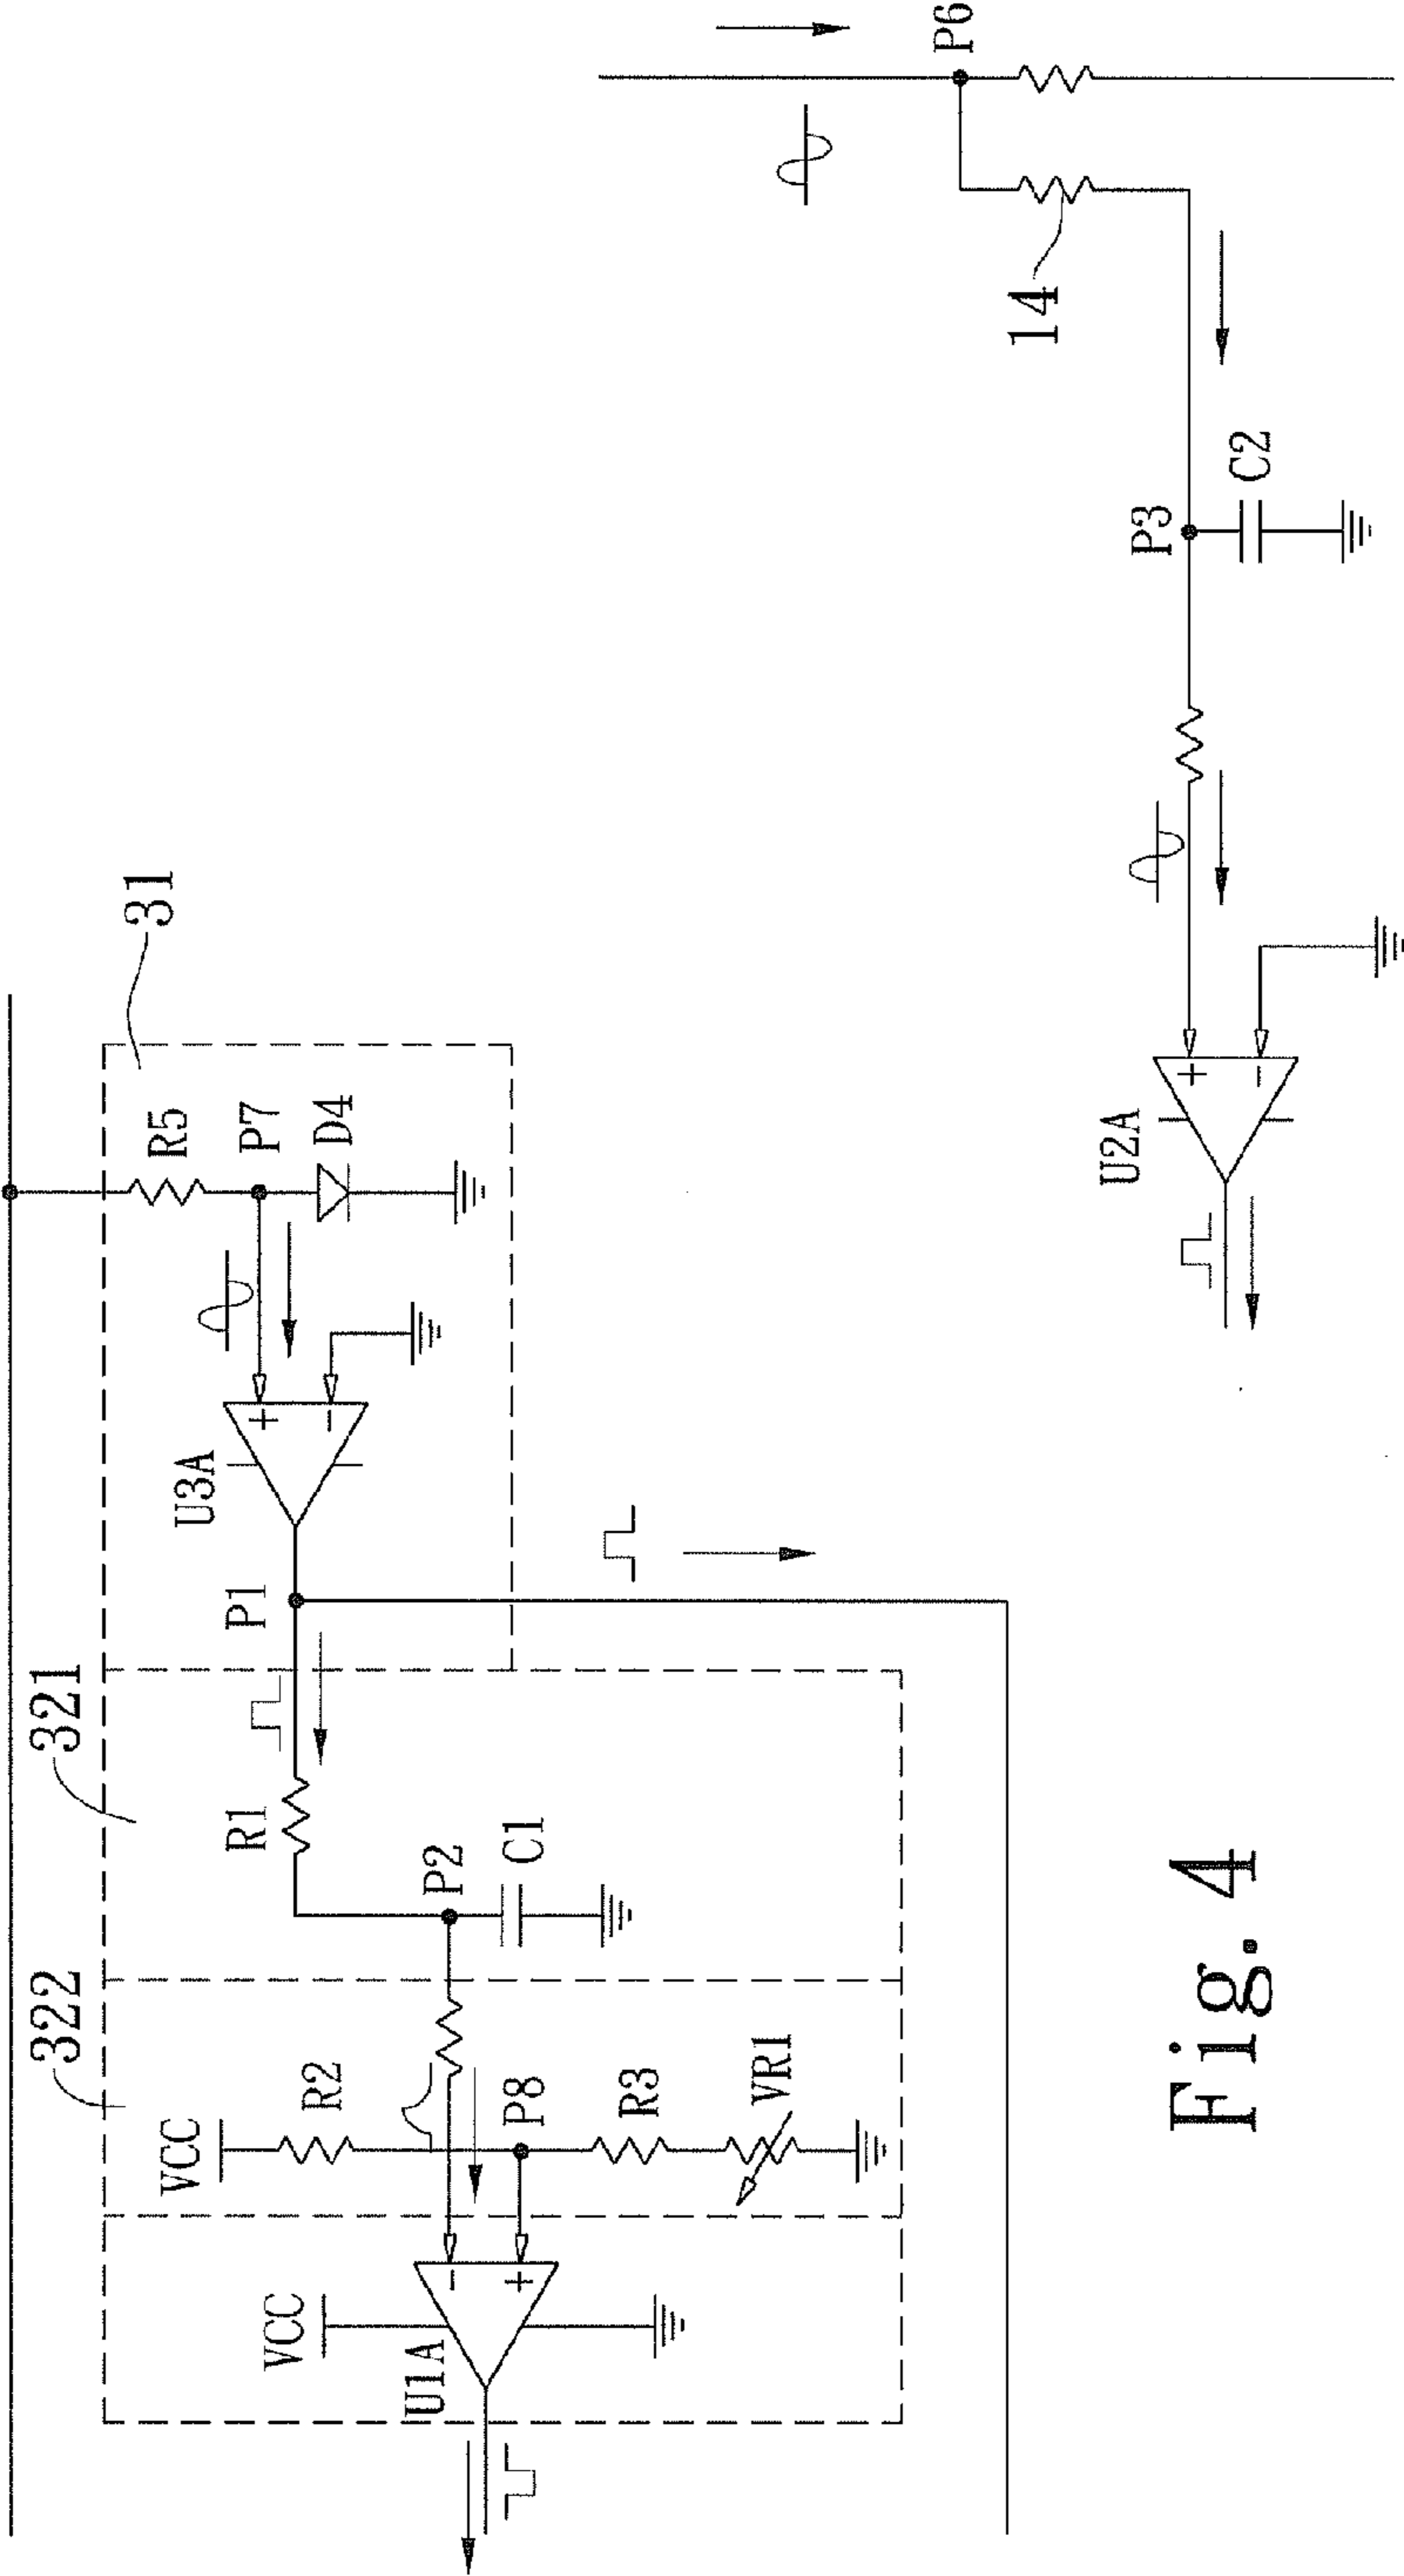 322
321
31
VCC
R2
P8
R3
VR1
VCC
U1A
R1
P2
C1
P1
U3A
R5
P7
D4
U2A
P3
C2
14
P6
+
-
+
-
-
+
+
-
Fig. 4